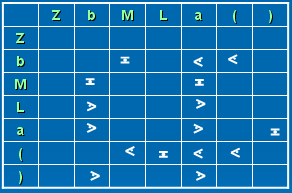 Z b M L a ( )
Z
b ≐ ⋖ ⋖
M ≐ ≐
L ⋗ ⋗
a ⋗ ⋗ ≐
( ⋖ ≐ ⋖ ⋖
) ⋗ ⋗